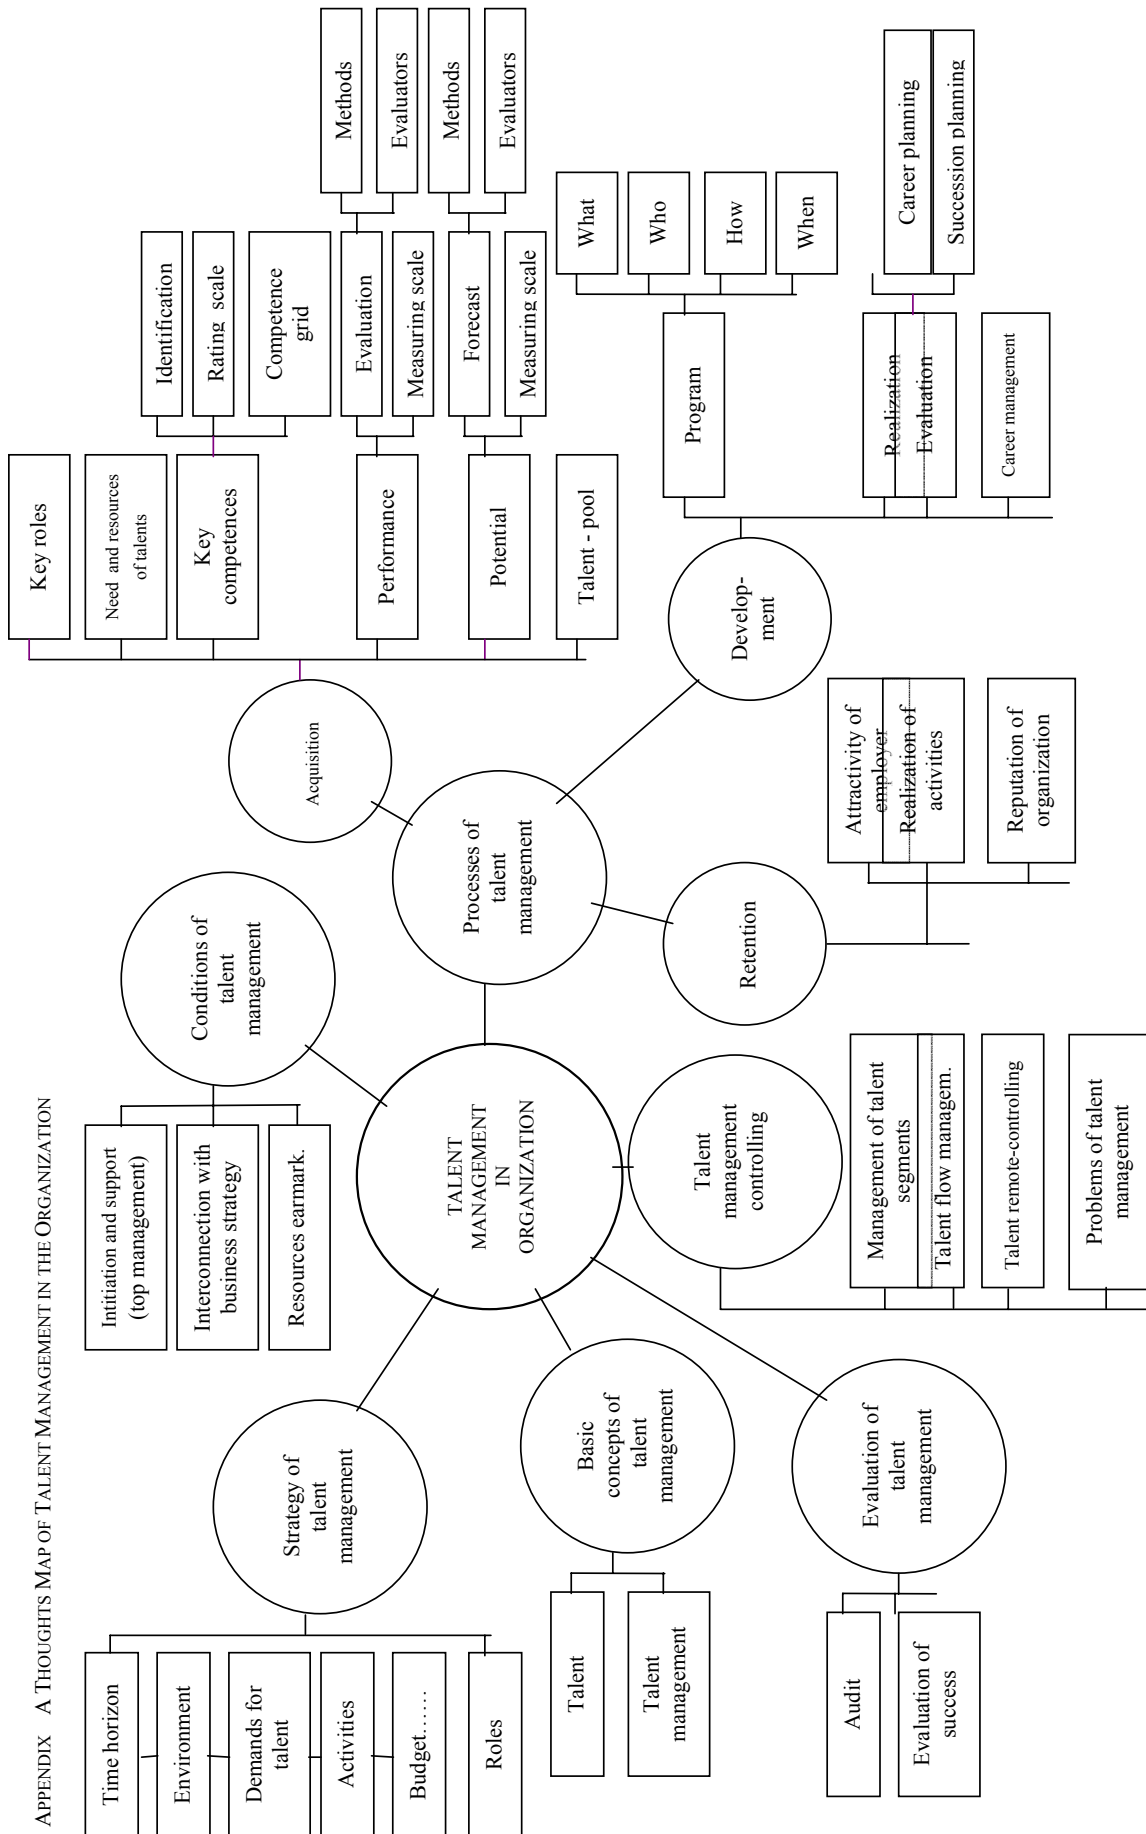 APPENDIX A THOUGHTS MAP OF TALENT MANAGEMENT IN THE ORGANIZATION
TALENT
MANAGEMENT
IN
ORGANIZATION
Strategy of
talent
management
Time horizon
Environment
Demands for
talent
Activities
Budget……
Roles
Conditions of
talent
management
Intitiation and support
(top management)
Interconnection with
business strategy
Resources earmark.
Processes of
talent
management
Acquisition
Key roles
Need and resources
of talents
Key
competences
Identification
Rating scale
Competence
grid
Performance
Evaluation
Methods
Evaluators
Measuring scale
Potential
Forecast
Methods
Evaluators
Measuring scale
Talent - pool
Develop-
ment
Program
What
Who
How
When
Realization
Evaluation
Career planning
Succession planning
Career management
Retention
Attractivity of
employer
Realization of
activities
Reputation of
organization
Talent
management
controlling
Management of talent
segments
Talent flow managem.
Talent remote-controlling
Problems of talent
management
Basic
concepts of
talent
management
Talent
Talent
management
Evaluation of
talent
management
Audit
Evaluation of
success